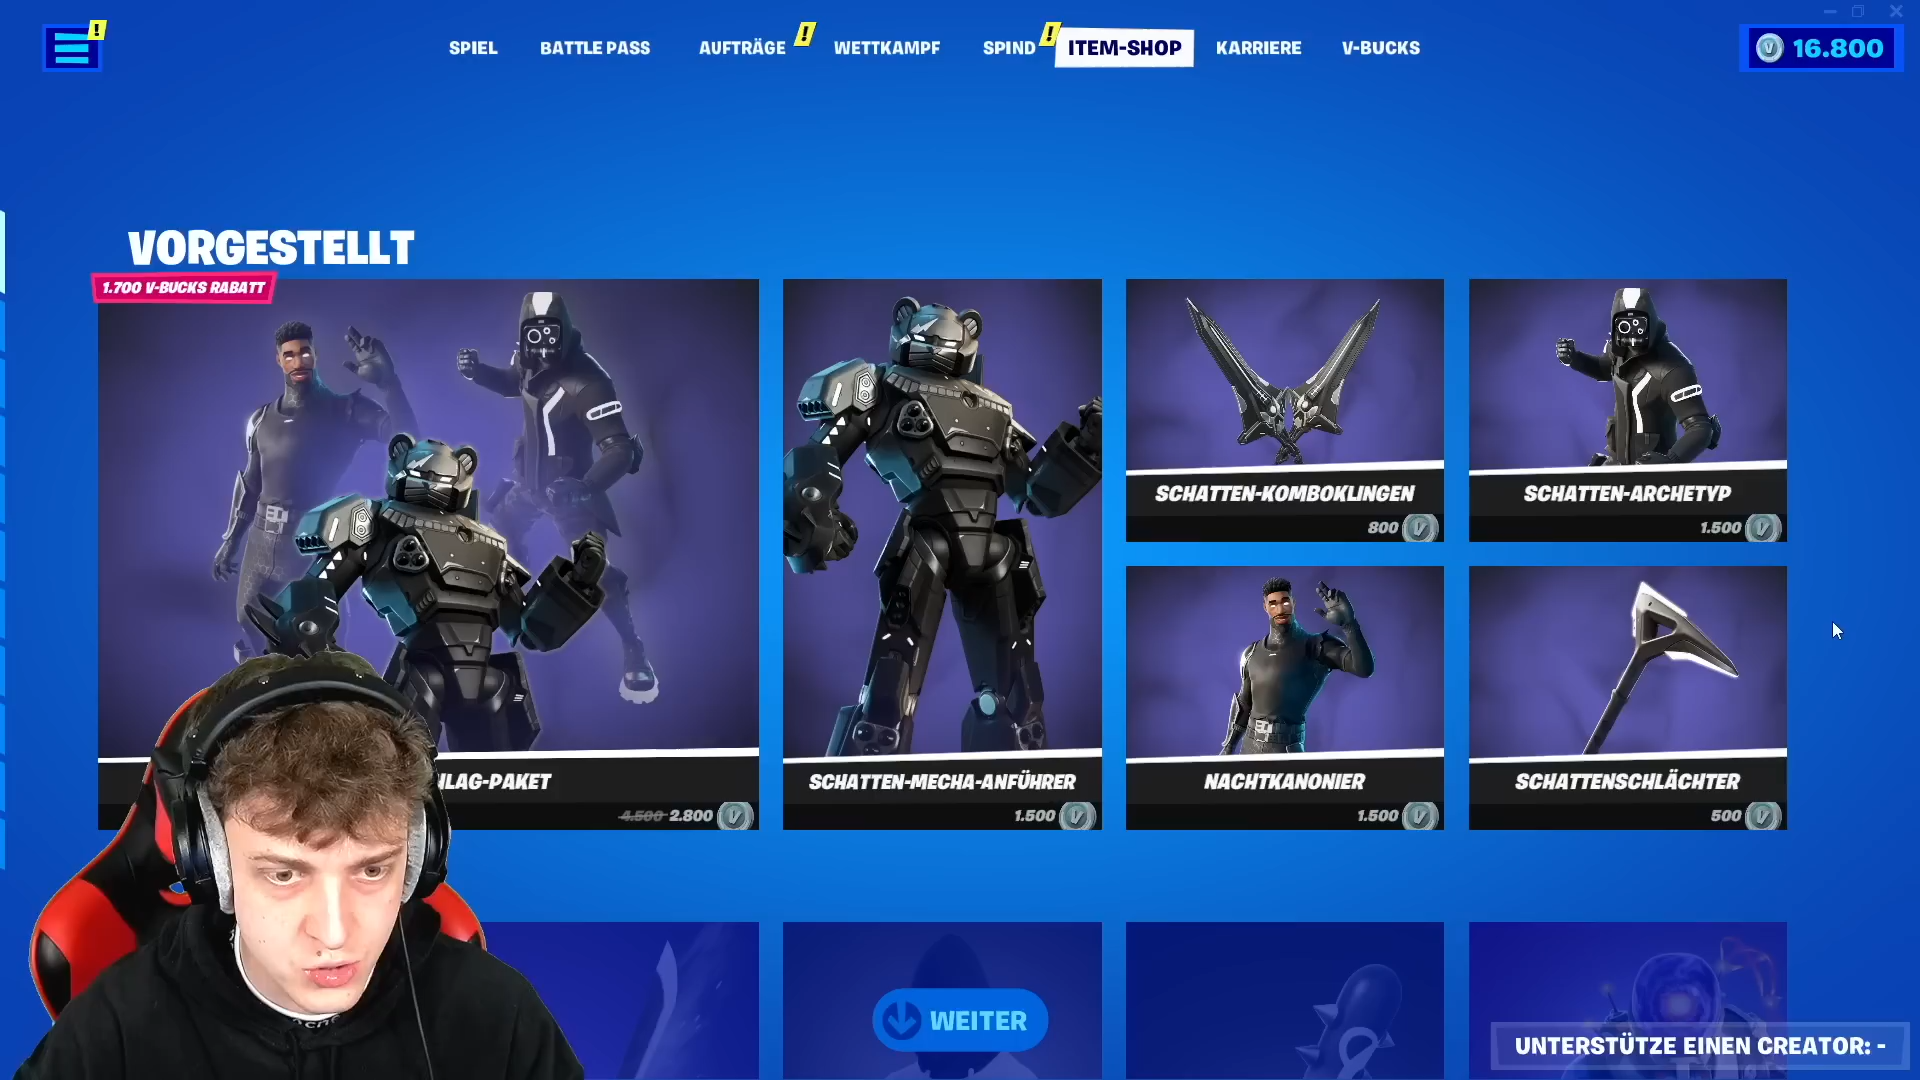 !
SPIEL
BATTLE PASS
AUFTRÄGE
!
WETTKAMPF
SPIND
!
ITEM-SHOP
KARRIERE
V-BUCKS
16.800
VORGESTELLT
1.700 V-BUCKS RABATT
SCHATTEN-KOMBOKLINGEN
800
SCHATTEN-ARCHETYP
1.500
2.800
4.500
SCHATTEN-MECHA-ANFÜHRER
1.500
NACHTKANONIER
1.500
SCHATTENSCHLÄCHTER
500
WEITER
UNTERSTÜTZE EINEN CREATOR: -